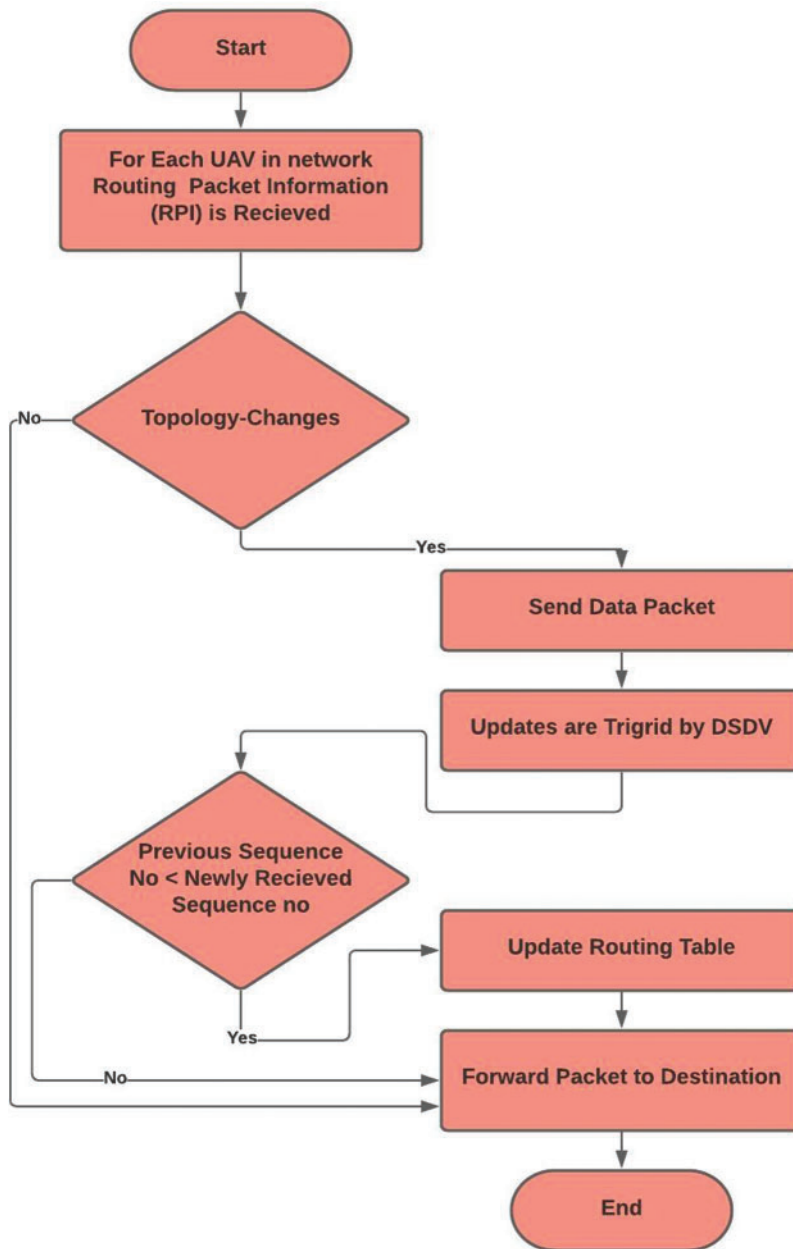 Start
For Each UAV in network
Routing Packet Information
(RPI) is Recieved
Topology-Changes
No
Yes
Send Data Packet
Updates are Trigrid by DSDV
Previous Sequence
No < Newly Recieved
Sequence no
Update Routing Table
Yes
No
Forward Packet to Destination
End